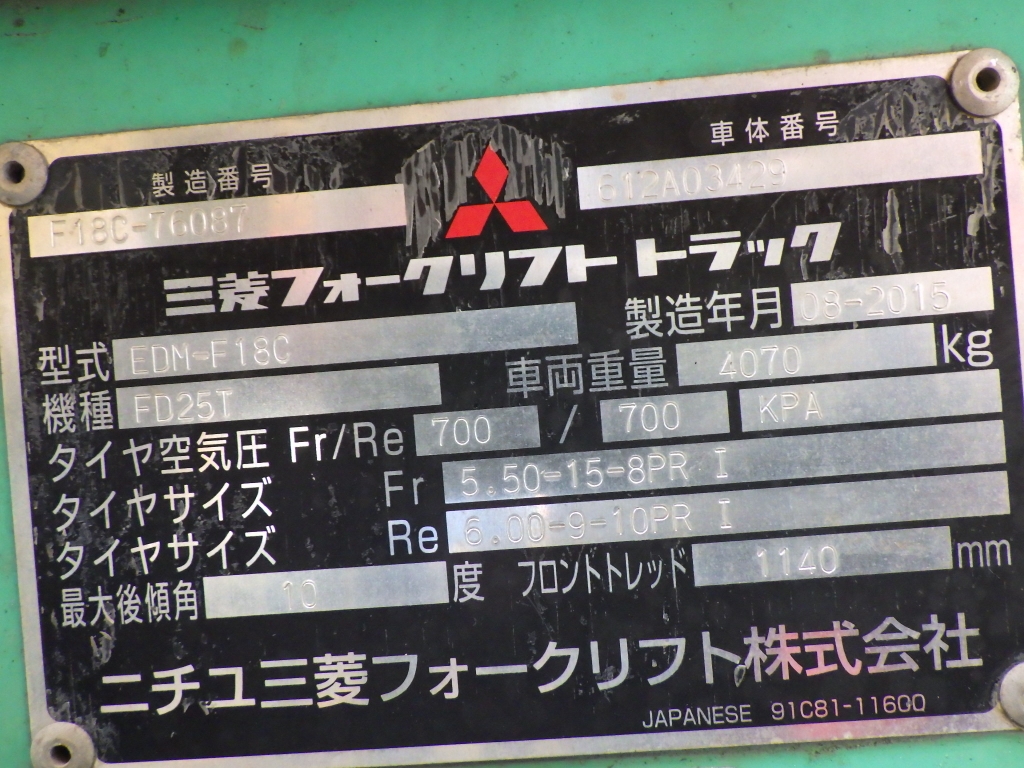 製造番号 車体番号
F18C-76087 612A03429
三菱フォークリフトトラック
製造年月 08-2015
型式 EDM-F18C
車両重量 4070 kg
機種 FD25T
タイヤ空気圧 Fr/Re 700 / 700 KPA
タイヤサイズ Fr 5.50-15-8PR I
タイヤサイズ Re 6.00-9-10PR I
最大後傾角 10 度 フロントトレッド 1140 mm
ニチユ三菱フォークリフト株式会社
JAPANESE 91C81-11600